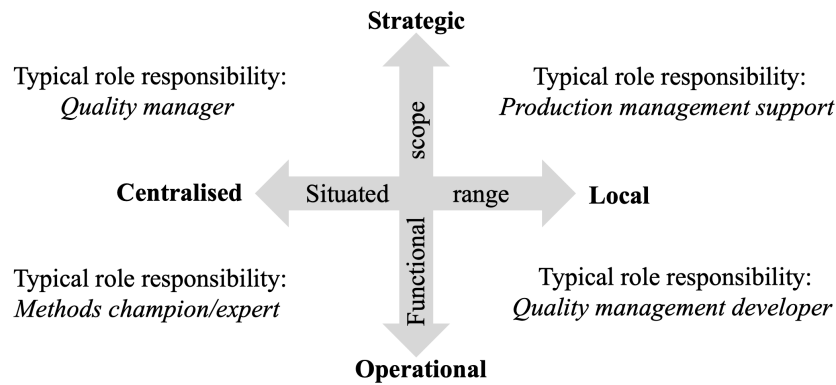 Strategic
Typical role responsibility:
Quality manager
Typical role responsibility:
Production management support
Functional scope
Centralised
Situated range
Local
Typical role responsibility:
Methods champion/expert
Typical role responsibility:
Quality management developer
Operational